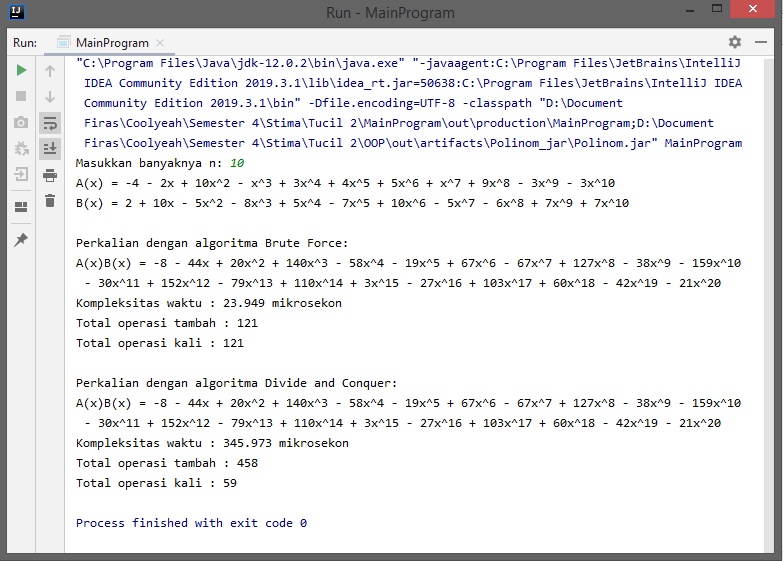 Run - MainProgram
Run: MainProgram
"C:\Program Files\Java\jdk-12.0.2\bin\java.exe" "-javaagent:C:\Program Files\JetBrains\IntelliJ
IDEA Community Edition 2019.3.1\lib\idea_rt.jar=50638:C:\Program Files\JetBrains\IntelliJ IDEA
Community Edition 2019.3.1\bin" -Dfile.encoding=UTF-8 -classpath "D:\Document
Firas\Coolyeah\Semester 4\Stima\Tucil 2\MainProgram\out\production\MainProgram;D:\Document
Firas\Coolyeah\Semester 4\Stima\Tucil 2\OOP\out\artifacts\Polinom_jar\Polinom.jar" MainProgram
Masukkan banyaknya n: 10
A(x) = -4 - 2x + 10x^2 - x^3 + 3x^4 + 4x^5 + 5x^6 + x^7 + 9x^8 - 3x^9 - 3x^10
B(x) = 2 + 10x - 5x^2 - 8x^3 + 5x^4 - 7x^5 + 10x^6 - 5x^7 - 6x^8 + 7x^9 + 7x^10
Perkalian dengan algoritma Brute Force:
A(x)B(x) = -8 - 44x + 20x^2 + 140x^3 - 58x^4 - 19x^5 + 67x^6 - 67x^7 + 127x^8 - 38x^9 - 159x^10
- 30x^11 + 152x^12 - 79x^13 + 110x^14 + 3x^15 - 27x^16 + 103x^17 + 60x^18 - 42x^19 - 21x^20
Kompleksitas waktu : 23.949 mikrosekon
Total operasi tambah : 121
Total operasi kali : 121
Perkalian dengan algoritma Divide and Conquer:
A(x)B(x) = -8 - 44x + 20x^2 + 140x^3 - 58x^4 - 19x^5 + 67x^6 - 67x^7 + 127x^8 - 38x^9 - 159x^10
- 30x^11 + 152x^12 - 79x^13 + 110x^14 + 3x^15 - 27x^16 + 103x^17 + 60x^18 - 42x^19 - 21x^20
Kompleksitas waktu : 345.973 mikrosekon
Total operasi tambah : 458
Total operasi kali : 59
Process finished with exit code 0